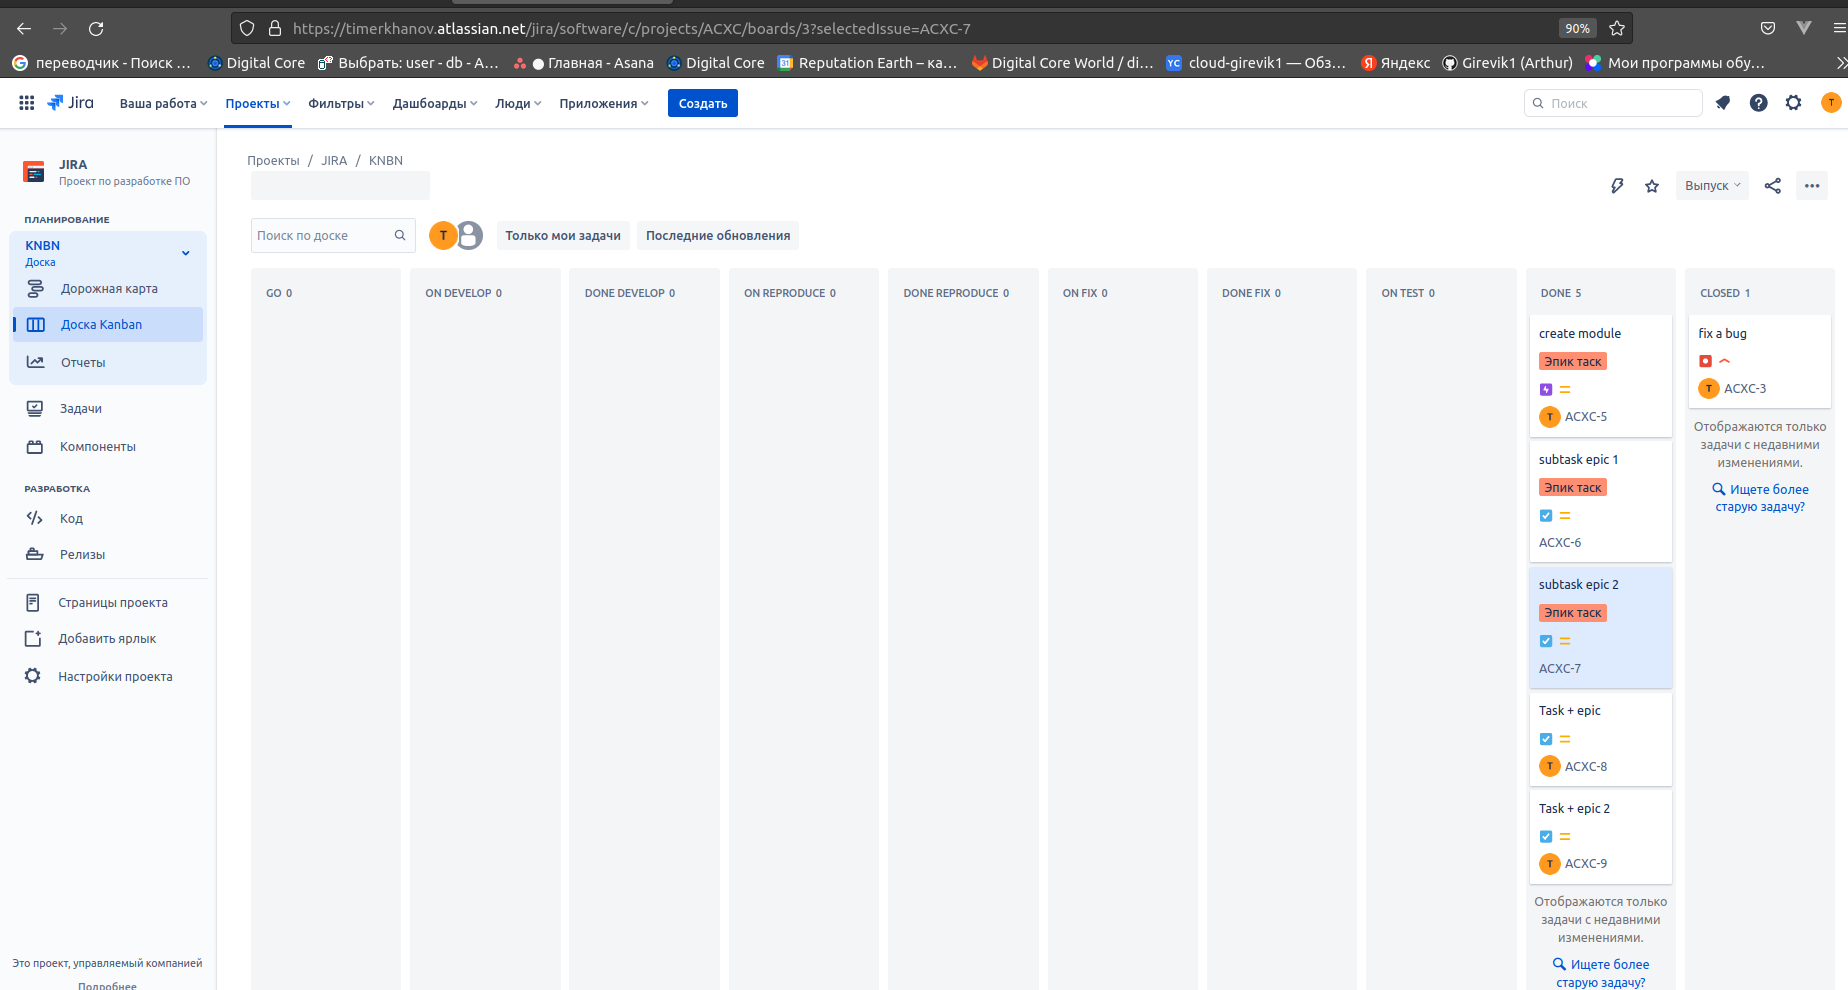 https://timerkhanov.atlassian.net/jira/software/c/projects/ACXC/boards/3?selectedIssue=ACXC-7
90%
переводчик - Поиск ...
Digital Core
Выбрать: user - db - A...
Главная - Asana
Digital Core
Reputation Earth – ка...
Digital Core World / di...
cloud-girevik1 — Обз...
Яндекс
Girevik1 (Arthur)
Мои программы обу...
Jira
Ваша работа
Проекты
Фильтры
Дашборды
Люди
Приложения
Создать
Поиск
T
JIRA
Проект по разработке ПО
ПЛАНИРОВАНИЕ
KNBN
Доска
Дорожная карта
Доска Kanban
Отчеты
Задачи
Компоненты
РАЗРАБОТКА
Код
Релизы
Страницы проекта
Добавить ярлык
Настройки проекта
Это проект, управляемый компанией
Подробнее
Проекты / JIRA / KNBN
Выпуск
Поиск по доске
T
Только мои задачи
Последние обновления
GO 0
ON DEVELOP 0
DONE DEVELOP 0
ON REPRODUCE 0
DONE REPRODUCE 0
ON FIX 0
DONE FIX 0
ON TEST 0
DONE 5
create module
Эпик таск
T ACXC-5
subtask epic 1
Эпик таск
ACXC-6
subtask epic 2
Эпик таск
ACXC-7
Task + epic
T ACXC-8
Task + epic 2
T ACXC-9
Отображаются только
задачи с недавними
изменениями.
Ищете более
старую задачу?
CLOSED 1
fix a bug
T ACXC-3
Отображаются только
задачи с недавними
изменениями.
Ищете более
старую задачу?